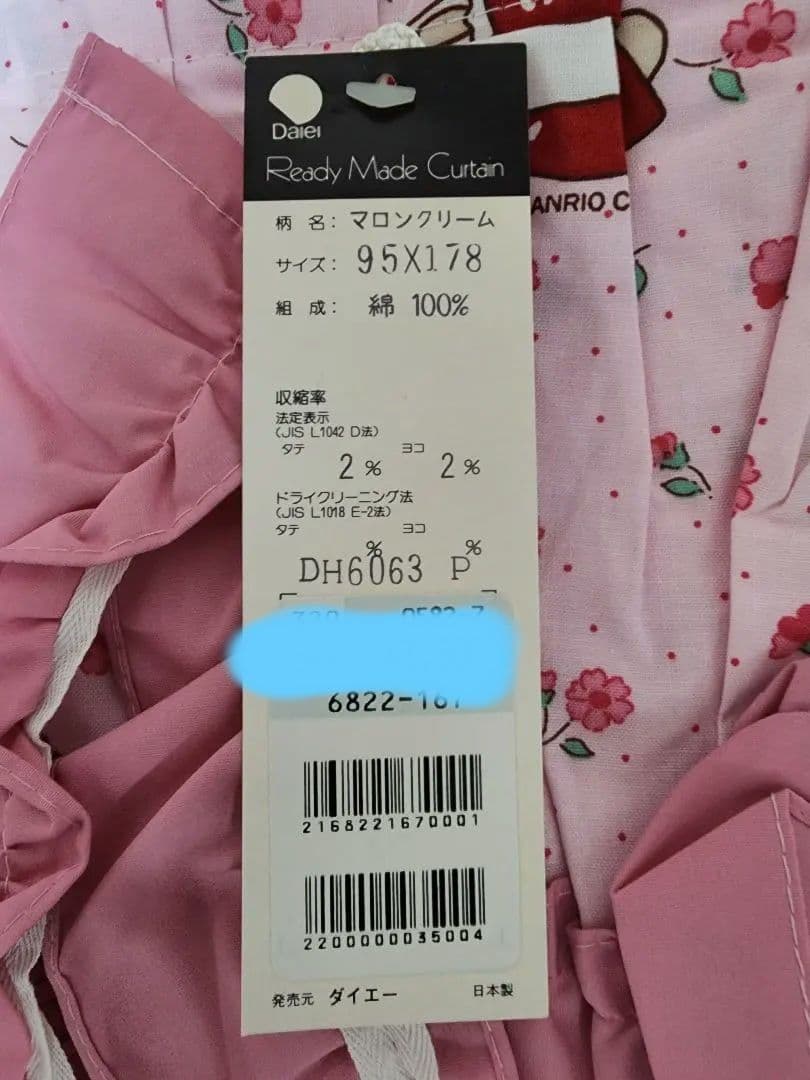 Daiei
Ready Made Curtain
ANRIO.C
柄 名: マロンクリーム
サイズ: 95X178
組 成: 綿 100%
収縮率
法定表示
(JIS L1042 D法)
タテ ヨコ
2% 2%
ドライクリーニング法
(JIS L1018 E-2法)
タテ ヨコ
% %
DH6063 P
6822-167
2168221670001
2200000035004
発売元 ダイエー 日本製